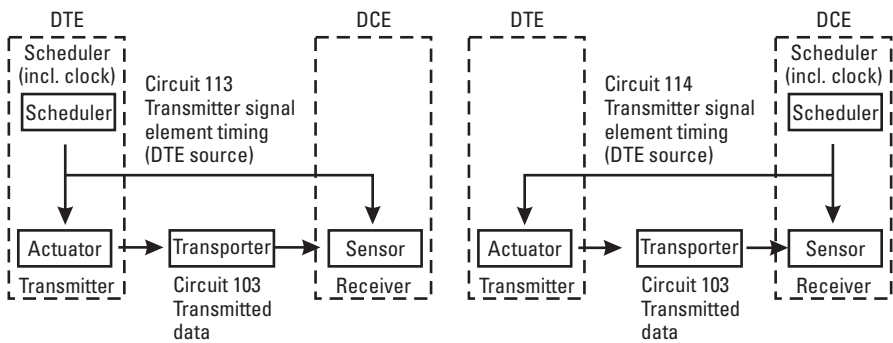 DTE
DCE
Scheduler
(incl. clock)
Scheduler
Circuit 113
Transmitter signal
element timing
(DTE source)
Actuator
Transporter
Sensor
Transmitter
Circuit 103
Transmitted
data
Receiver
DTE
DCE
Scheduler
(incl. clock)
Scheduler
Circuit 114
Transmitter signal
element timing
(DTE source)
Actuator
Transporter
Sensor
Transmitter
Circuit 103
Transmitted
data
Receiver